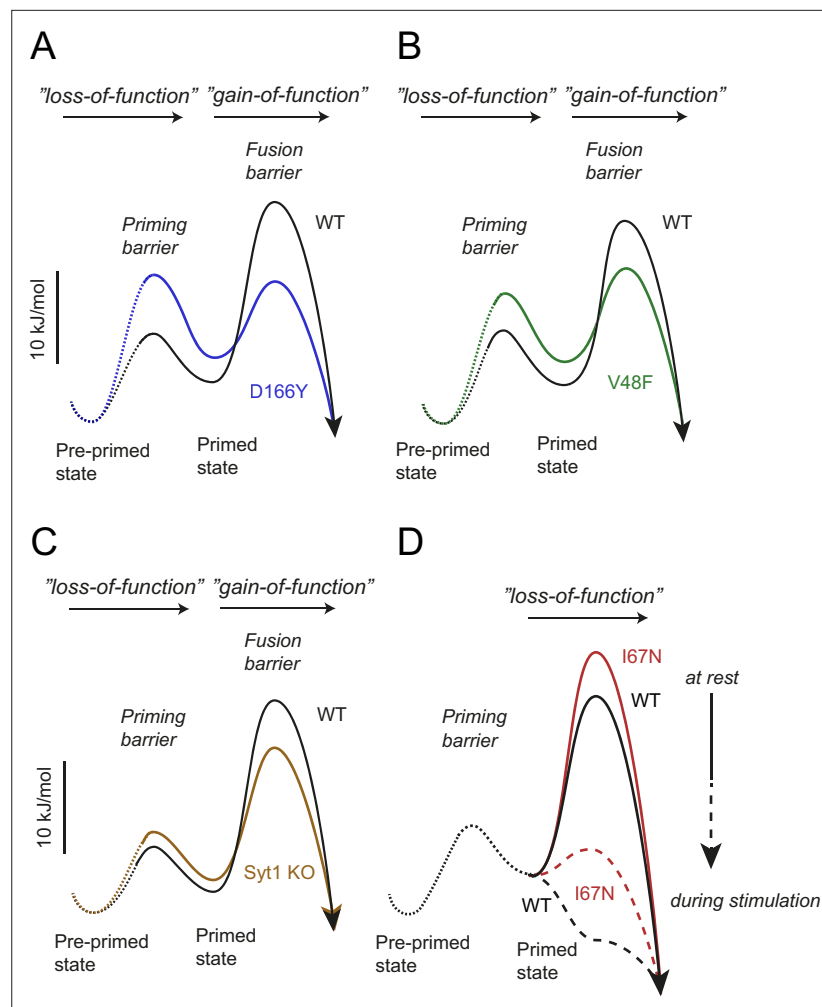 A
"loss-of-function" "gain-of-function"
Fusion
barrier
Priming
barrier
WT
10 kJ/mol
D166Y
Pre-primed
state
Primed
state
B
"loss-of-function" "gain-of-function"
Fusion
barrier
Priming
barrier
WT
V48F
Pre-primed
state
Primed
state
C
"loss-of-function" "gain-of-function"
Fusion
barrier
Priming
barrier
WT
10 kJ/mol
Syt1 KO
Pre-primed
state
Primed
state
D
"loss-of-function"
I67N
WT
at rest
Priming
barrier
I67N
WT
during stimulation
Pre-primed
state
Primed
state